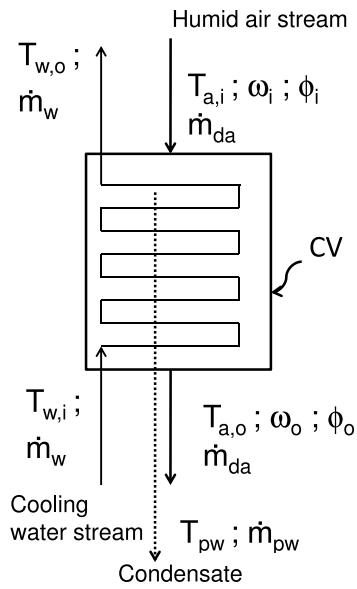 Humid air stream
T_w,o ;
ṁ_w
T_a,i ; ω_i ; ϕ_i
ṁ_da
CV
T_w,i ;
ṁ_w
T_a,o ; ω_o ; ϕ_o
ṁ_da
Cooling
water stream
T_pw ; ṁ_pw
Condensate